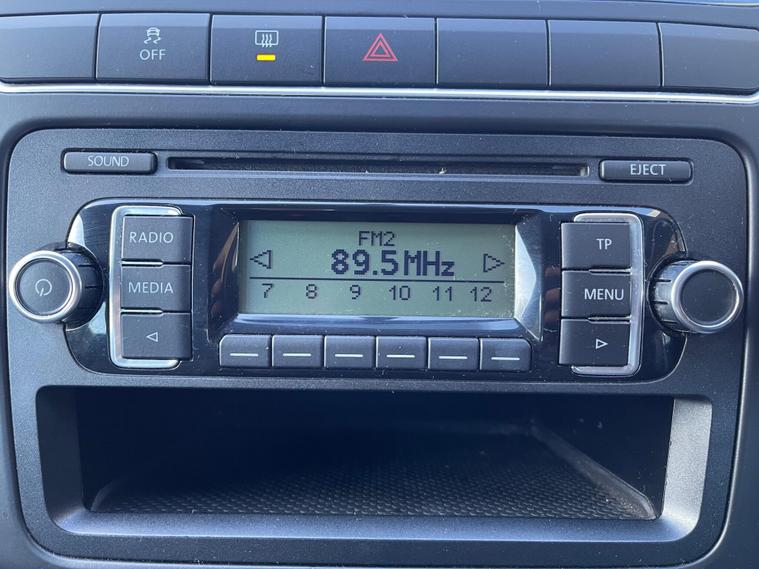 OFF
SOUND
EJECT
RADIO
MEDIA
FM2
89.5MHz
7 8 9 10 11 12
TP
MENU